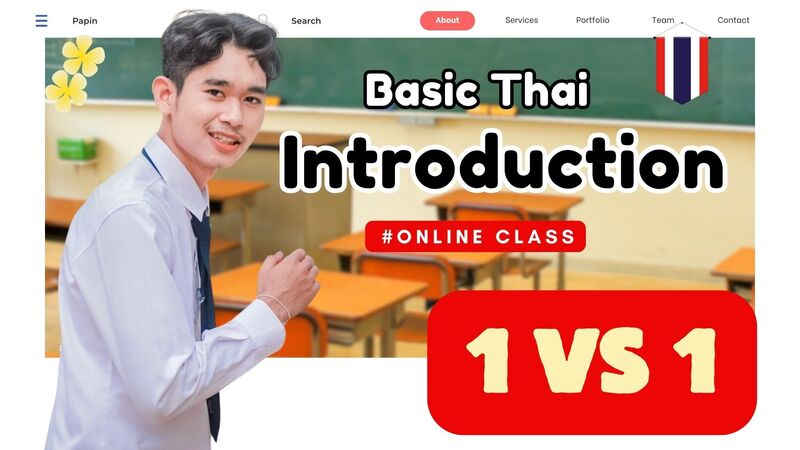 Papin Search About Services Portfolio Team Contact
Basic Thai
Introduction
#ONLINE CLASS
1 VS 1